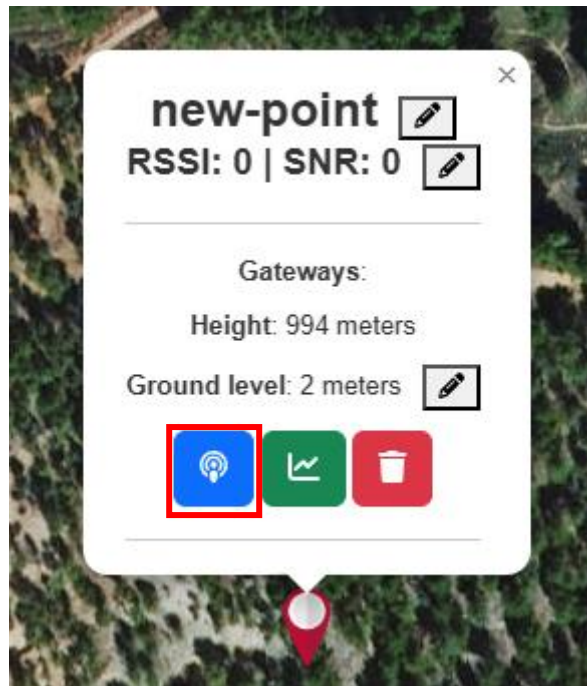 new-point
RSSI: 0 | SNR: 0
Gateways:
Height: 994 meters
Ground level: 2 meters